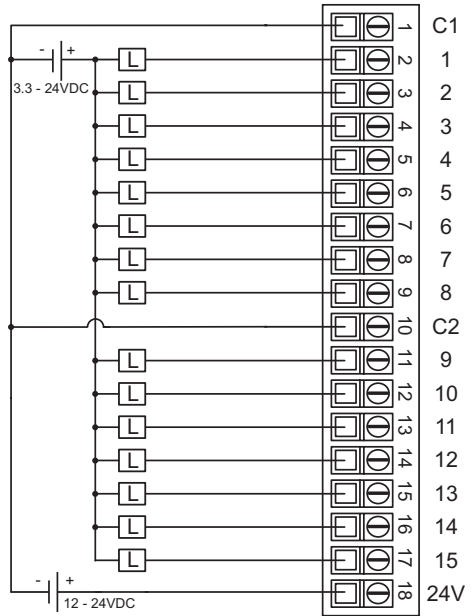 1 C1
- + L 2 1
3.3 - 24VDC
L 3 2
L 4 3
L 5 4
L 6 5
L 7 6
L 8 7
L 9 8
10 C2
L 11 9
L 12 10
L 13 11
L 14 12
L 15 13
L 16 14
L 17 15
- + 18 24V
12 - 24VDC